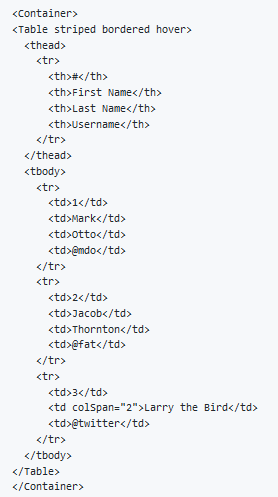 <Container>
<Table striped bordered hover>
  <thead>
    <tr>
      <th>#</th>
      <th>First Name</th>
      <th>Last Name</th>
      <th>Username</th>
    </tr>
  </thead>
  <tbody>
    <tr>
      <td>1</td>
      <td>Mark</td>
      <td>Otto</td>
      <td>@mdo</td>
    </tr>
    <tr>
      <td>2</td>
      <td>Jacob</td>
      <td>Thornton</td>
      <td>@fat</td>
    </tr>
    <tr>
      <td>3</td>
      <td colSpan="2">Larry the Bird</td>
      <td>@twitter</td>
    </tr>
  </tbody>
</Table>
</Container>